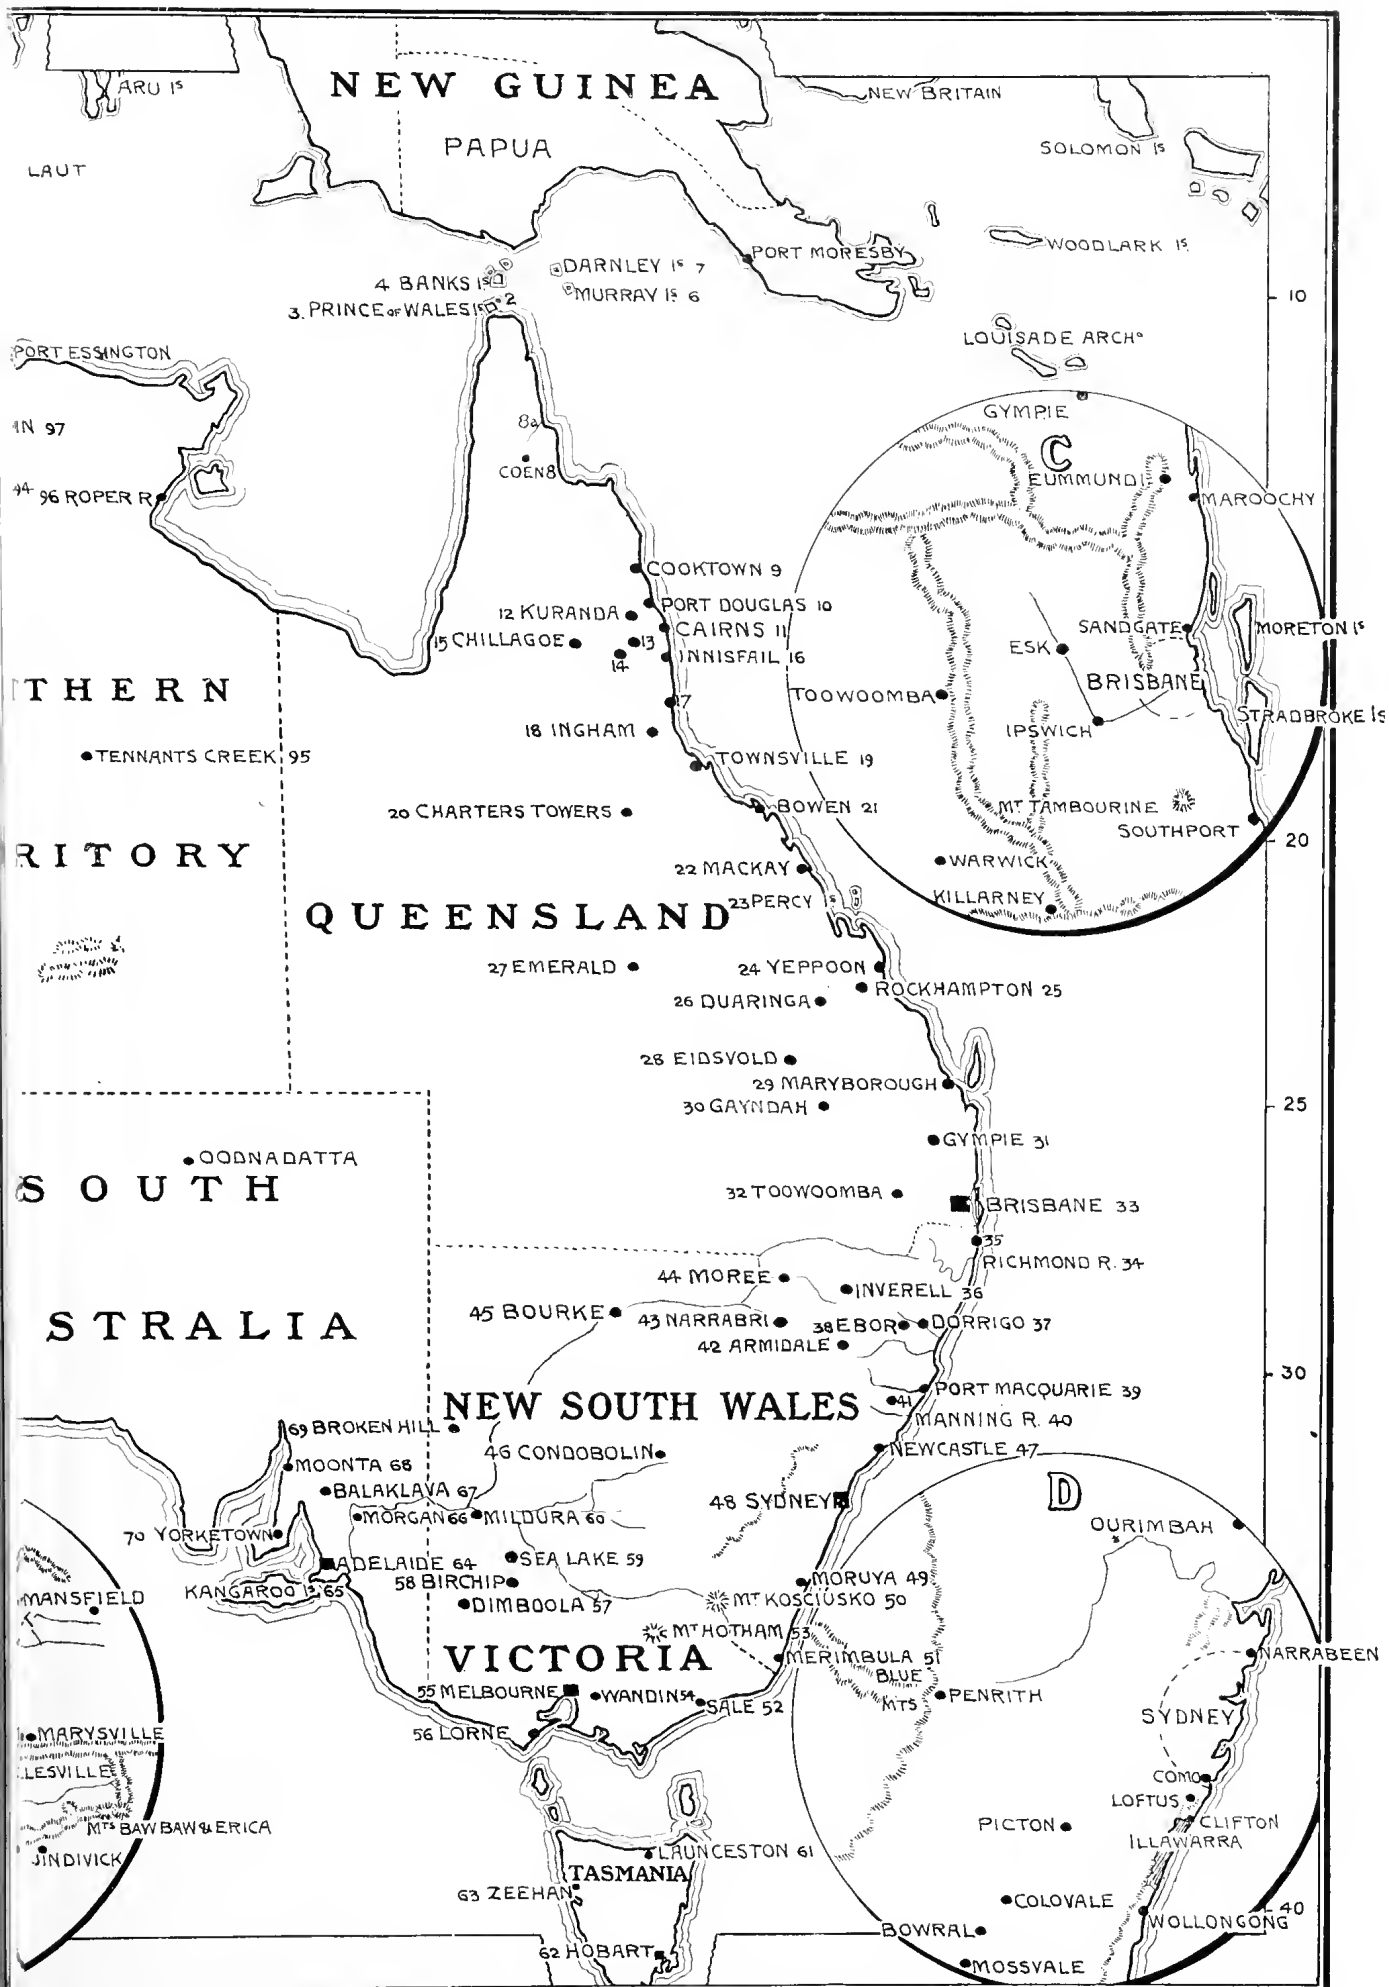 ARU Is
NEW GUINEA
NEW BRITAIN
PAPUA
SOLOMON Is
LAUT
WOODLARK Is.
PORT MORESBY
DARNLEY Is 7
4 BANKS Is
MURRAY Is 6
2
3. PRINCE OF WALES Is
10
LOUISADE ARCHo
PORT ESSINGTON
GYMPIE
C
8a
IN 97
COEN 8
EUMMUNDI
94 96 ROPER R
MAROOCHY
COOKTOWN 9
PORT DOUGLAS 10
12 KURANDA
CAIRNS 11
SANDGATE
MORETON Is
15 CHILLAGOE
13
14
INNISFAIL 16
ESK
BRISBANE
THERN
TOOWOOMBA
17
STRADBROKE Is
18 INGHAM
IPSWICH
TENNANTS CREEK 95
TOWNSVILLE 19
20 CHARTERS TOWERS
BOWEN 21
MT TAMBOURINE
SOUTHPORT
20
RITORY
WARWICK
22 MACKAY
23 PERCY Is
KILLARNEY
QUEENSLAND
27 EMERALD
24 YEPPOON
26 DUARINGA
ROCKHAMPTON 25
28 EIDSVOLD
29 MARYBOROUGH
30 GAYNDAH
25
GYMPIE 31
OODNADATTA
SOUTH
32 TOOWOOMBA
BRISBANE 33
35
RICHMOND R. 34
44 MOREE
INVERELL 36
45 BOURKE
43 NARRABRI
38 EBOR
DORRIGO 37
STRALIA
42 ARMIDALE
30
PORT MACQUARIE 39
NEW SOUTH WALES
41
MANNING R. 40
69 BROKEN HILL
46 CONDOBOLIN
NEWCASTLE 47
MOONTA 68
BALAKLAVA 67
48 SYDNEY
D
MORGAN 66
MILDURA 60
OURIMBAH
70 YORKETOWN
ADELAIDE 64
SEA LAKE 59
KANGAROO Is 65
58 BIRCHIP
MORUYA 49
MANSFIELD
DIMBOOLA 57
MT KOSCIUSKO 50
MT HOTHAM 53
VICTORIA
MERIMBULA 51
NARRABEEN
BLUE
MTS
55 MELBOURNE
WANDIN 54
SALE 52
PENRITH
SYDNEY
56 LORNE
MARYSVILLE
LLESVILLE
COMO
LOFTUS
PICTON
CLIFTON
ILLAWARRA
MTS BAW BAW & ERICA
JINDIVICK
LAUNCESTON 61
TASMANIA
63 ZEEHAN
COLOVALE
40
BOWRAL
WOLLONGONG
62 HOBART
MOSSVALE